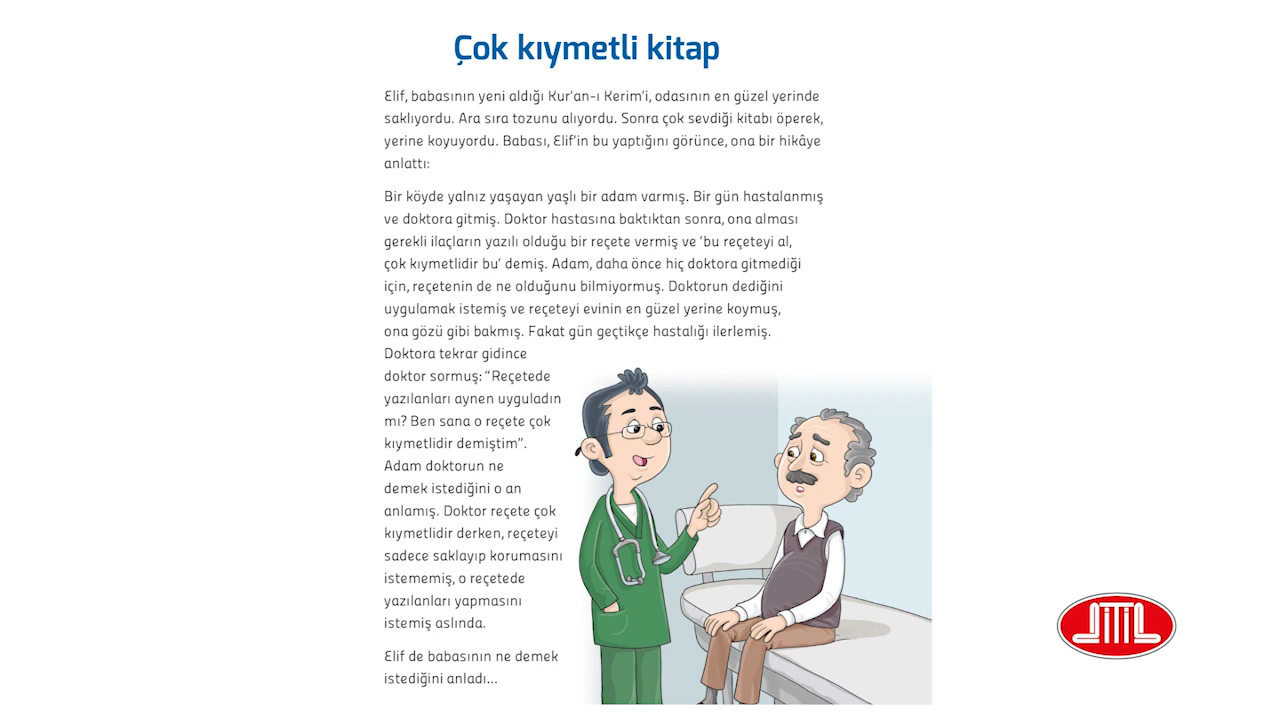 Çok kıymetli kitap
Elif, babasının yeni aldığı Kur'an-ı Kerim'i, odasının en güzel yerinde
saklıyordu. Ara sıra tozunu alıyordu. Sonra çok sevdiği kitabı öperek,
yerine koyuyordu. Babası, Elif'in bu yaptığını görünce, ona bir hikâye
anlattı:
Bir köyde yalnız yaşayan yaşlı bir adam varmış. Bir gün hastalanmış
ve doktora gitmiş. Doktor hastasına baktıktan sonra, ona alması
gerekli ilaçların yazılı olduğu bir reçete vermiş ve 'bu reçeteyi al,
çok kıymetlidir bu' demiş. Adam, daha önce hiç doktora gitmediği
için, reçetenin de ne olduğunu bilmiyormuş. Doktorun dediğini
uygulamak istemiş ve reçeteyi evinin en güzel yerine koymuş,
ona gözü gibi bakmış. Fakat gün geçtikçe hastalığı ilerlemiş.
Doktora tekrar gidince
doktor sormuş: "Reçetede
yazılanları aynen uyguladın
mı? Ben sana o reçete çok
kıymetlidir demiştim".
Adam doktorun ne
demek istediğini o an
anlamış. Doktor reçete çok
kıymetlidir derken, reçeteyi
sadece saklayıp korumasını
istememiş, o reçetede
yazılanları yapmasını
istemiş aslında.
Elif de babasının ne demek
istediğini anladı...